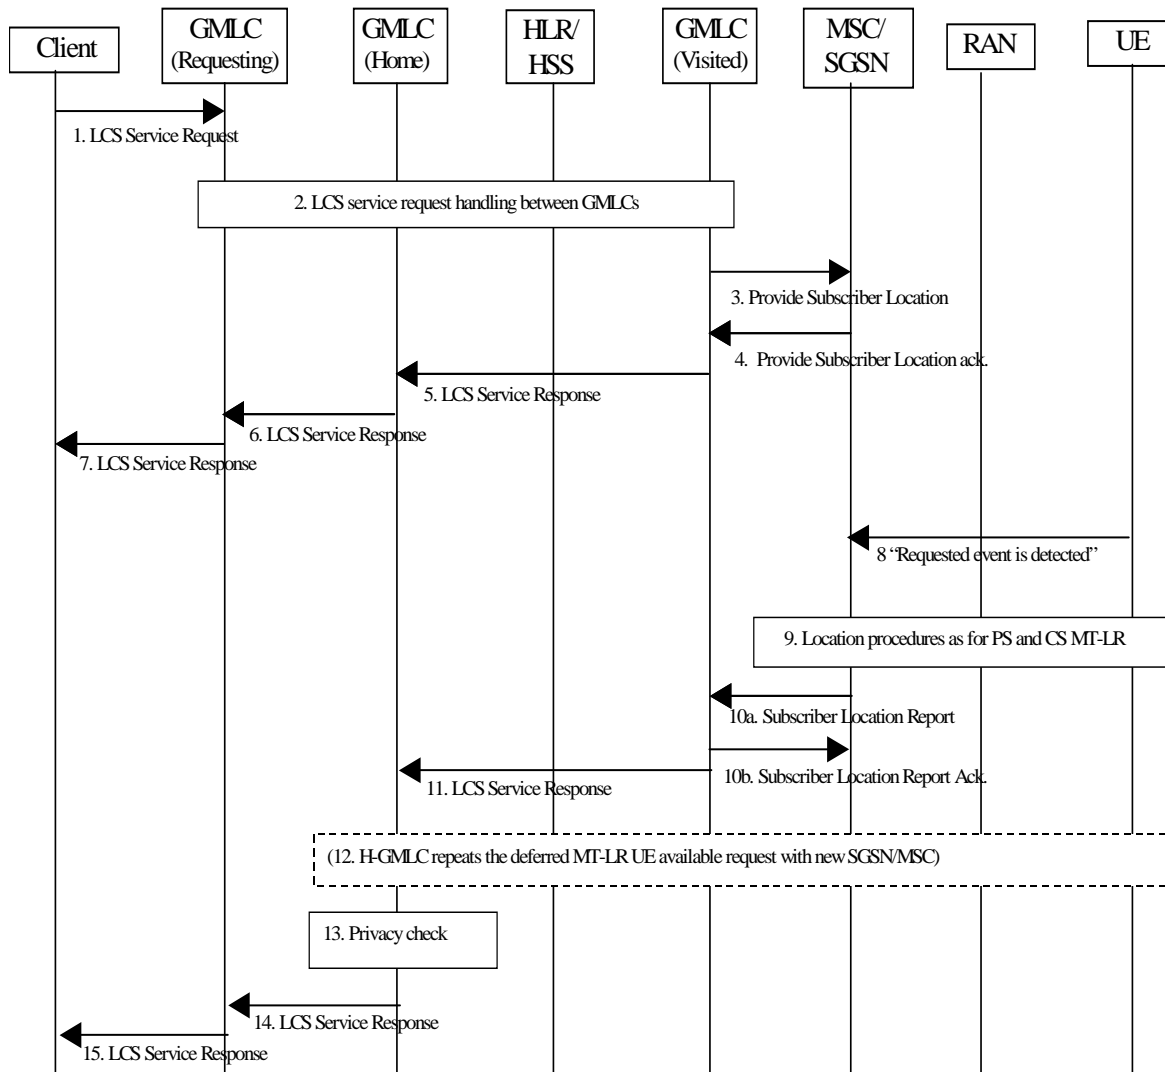 Client
GMLC
(Requesting)
GMLC
(Home)
HLR/
HSS
GMLC
(Visited)
MSC/
SGSN
RAN
UE
1. LCS Service Request
2. LCS service request handling between GMLCs
3. Provide Subscriber Location
4. Provide Subscriber Location ack.
5. LCS Service Response
6. LCS Service Response
7. LCS Service Response
8 “Requested event is detected”
9. Location procedures as for PS and CS MT-LR
10a. Subscriber Location Report
10b. Subscriber Location Report Ack.
11. LCS Service Response
(12. H-GMLC repeats the deferred MT-LR UE available request with new SGSN/MSC)
13. Privacy check
14. LCS Service Response
15. LCS Service Response